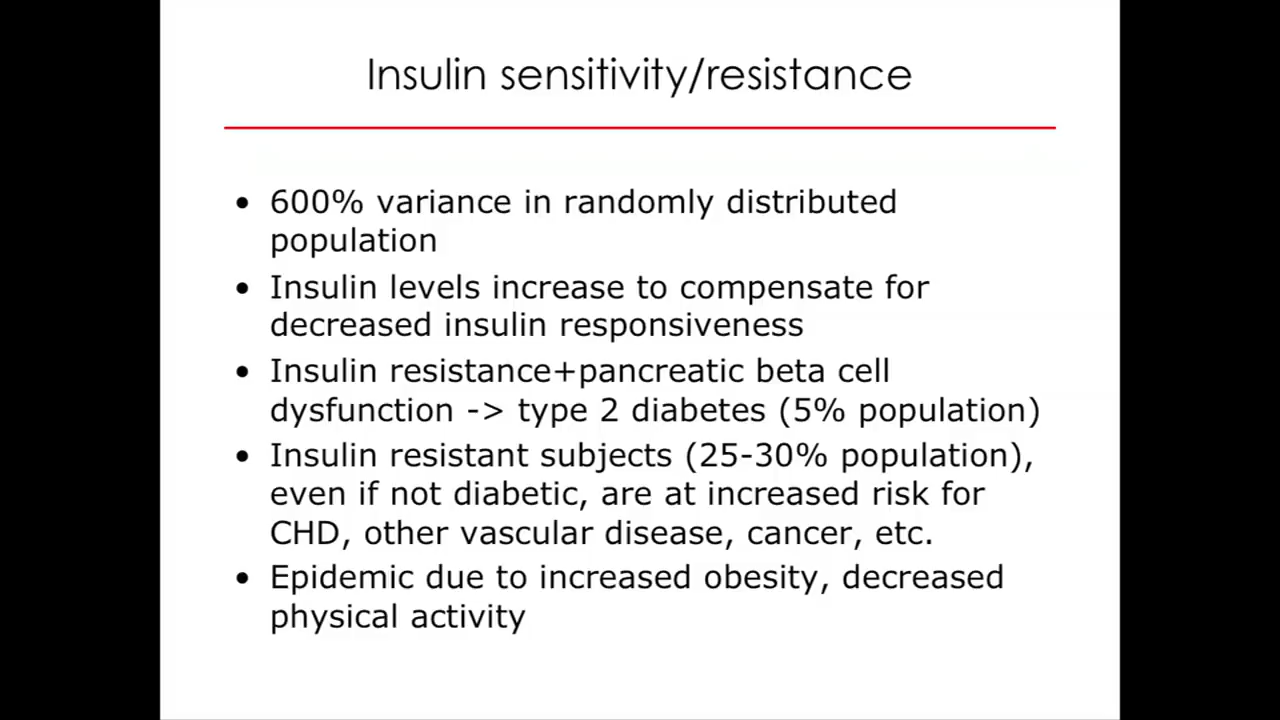 Insulin sensitivity/resistance
• 600% variance in randomly distributed
population
• Insulin levels increase to compensate for
decreased insulin responsiveness
• Insulin resistance+pancreatic beta cell
dysfunction -> type 2 diabetes (5% population)
• Insulin resistant subjects (25-30% population),
even if not diabetic, are at increased risk for
CHD, other vascular disease, cancer, etc.
• Epidemic due to increased obesity, decreased
physical activity